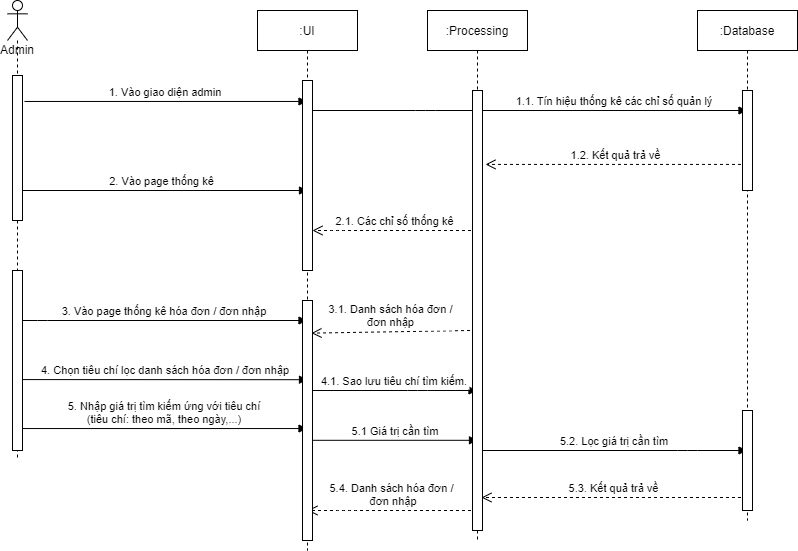 Admin
:UI
:Processing
:Database
1. Vào giao diện admin
1.1. Tín hiệu thống kê các chỉ số quản lý
1.2. Kết quả trả về
2. Vào page thống kê
2.1. Các chỉ số thống kê
3. Vào page thống kê hóa đơn / đơn nhập
3.1. Danh sách hóa đơn /
đơn nhập
4. Chọn tiêu chí lọc danh sách hóa đơn / đơn nhập
4.1. Sao lưu tiêu chí tìm kiếm.
5. Nhập giá trị tìm kiếm ứng với tiêu chí
(tiêu chí: theo mã, theo ngày,...)
5.1 Giá trị cần tìm
5.2. Lọc giá trị cần tìm
5.3. Kết quả trả về
5.4. Danh sách hóa đơn /
đơn nhập